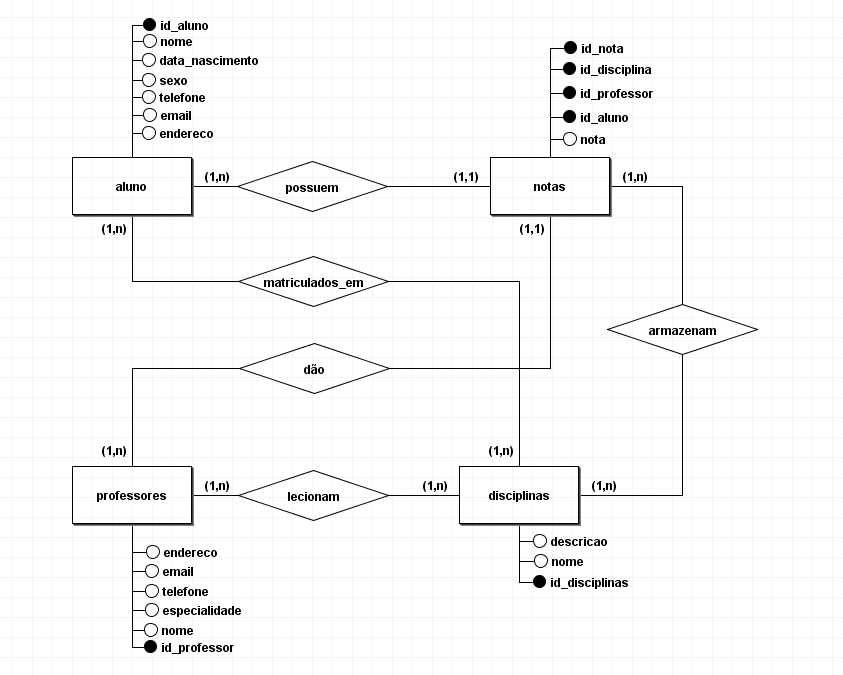 id_aluno
nome
data_nascimento
sexo
telefone
email
endereco
id_nota
id_disciplina
id_professor
id_aluno
nota
aluno
(1,n)
possuem
(1,1)
notas
(1,n)
(1,n)
(1,1)
matriculados_em
armazenam
dão
(1,n)
(1,n)
professores
(1,n)
lecionam
(1,n)
disciplinas
(1,n)
endereco
email
telefone
especialidade
nome
id_professor
descricao
nome
id_disciplinas